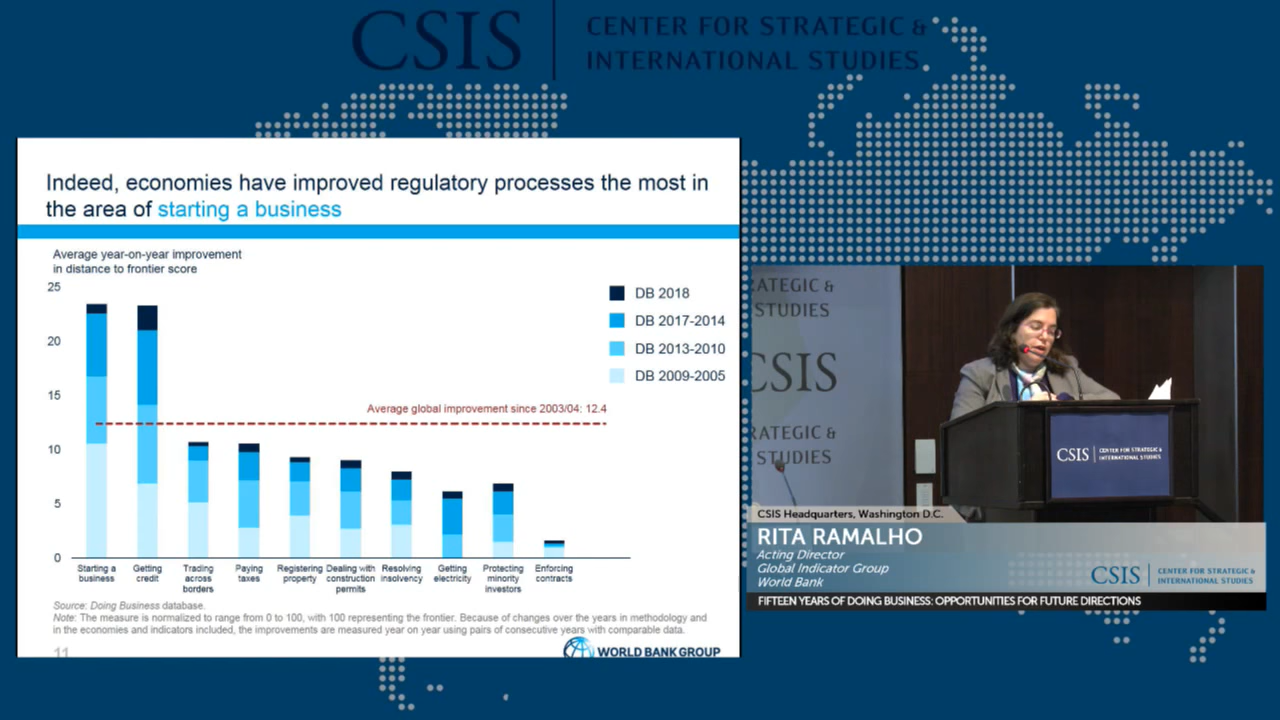 CSIS
CENTER FOR STRATEGIC &
INTERNATIONAL STUDIES
Indeed, economies have improved regulatory processes the most in
the area of starting a business
Average year-on-year improvement
in distance to frontier score
25
20
15
10
5
0
DB 2018
DB 2017-2014
DB 2013-2010
DB 2009-2005
Average global improvement since 2003/04: 12.4
Starting a
business
Getting
credit
Trading
across
borders
Paying
taxes
Registering
property
Dealing with
construction
permits
Resolving
insolvency
Getting
electricity
Protecting
minority
investors
Enforcing
contracts
Source: Doing Business database.
Note: The measure is normalized to range from 0 to 100, with 100 representing the frontier. Because of changes over the years in methodology and
in the economies and indicators included, the improvements are measured year on year using pairs of consecutive years with comparable data.
11
WORLD BANK GROUP
ATEGIC &
STUDIES
CSIS
RATEGIC &
STUDIES
CSIS
CENTER FOR STRATEGIC &
INTERNATIONAL STUDIES
CSIS Headquarters, Washington D.C.
RITA RAMALHO
Acting Director
Global Indicator Group
World Bank
CSIS
CENTER FOR STRATEGIC &
INTERNATIONAL STUDIES
FIFTEEN YEARS OF DOING BUSINESS: OPPORTUNITIES FOR FUTURE DIRECTIONS